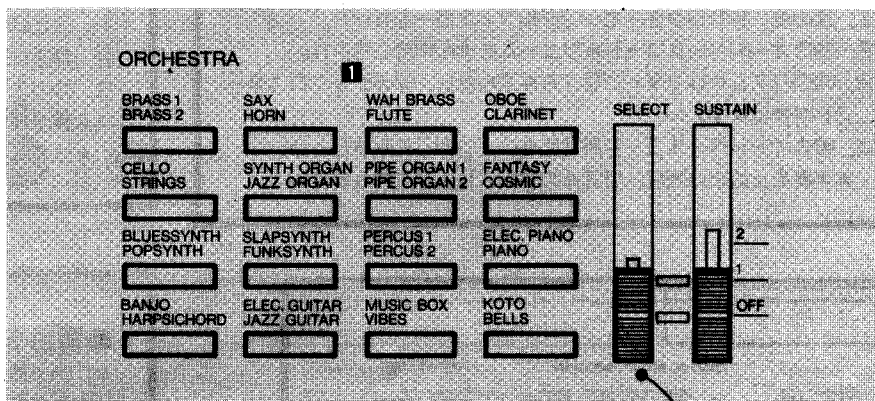 ORCHESTRA
1
BRASS 1
BRASS 2
SAX
HORN
WAH BRASS
FLUTE
OBOE
CLARINET
SELECT
SUSTAIN
CELLO
STRINGS
SYNTH ORGAN
JAZZ ORGAN
PIPE ORGAN 1
PIPE ORGAN 2
FANTASY
COSMIC
BLUESSYNTH
POPSYNTH
SLAPSYNTH
FUNKSYNTH
PERCUS 1
PERCUS 2
ELEC. PIANO
PIANO
2
1
OFF
BANJO
HARPSICHORD
ELEC. GUITAR
JAZZ GUITAR
MUSIC BOX
VIBES
KOTO
BELLS